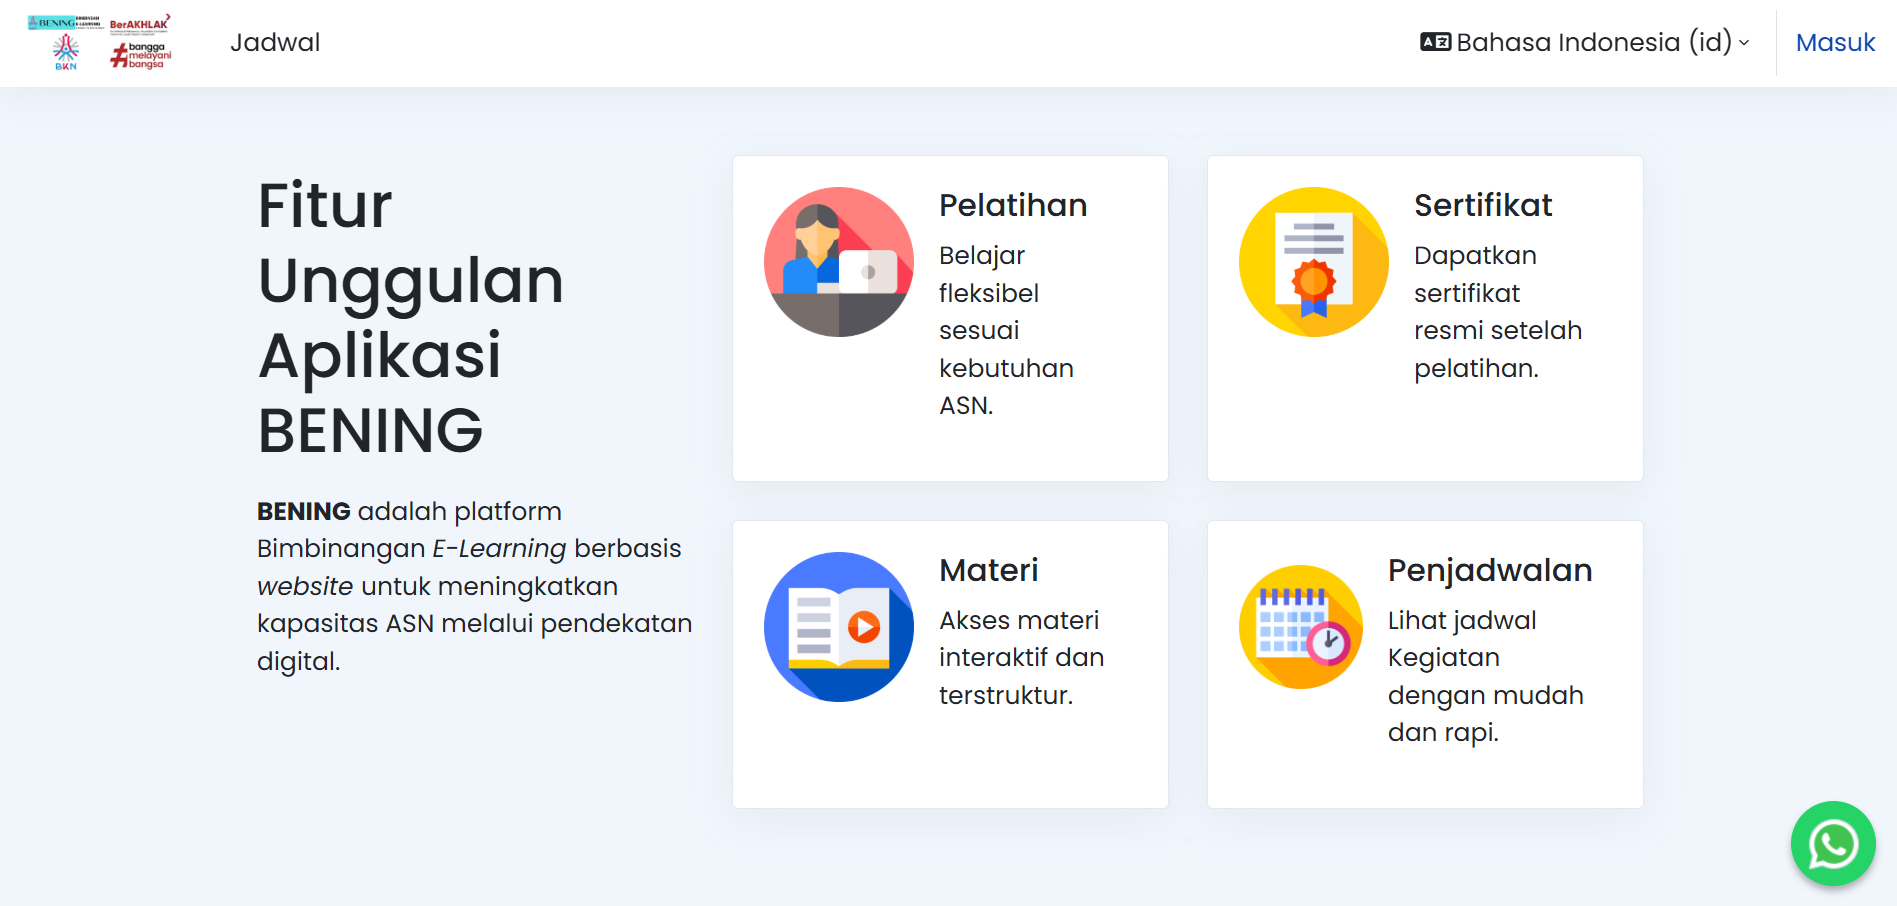 BENING
BIMBINGAN
E-LEARNING
BKN
BerAKHLAK
#bangga
melayani
bangsa
Jadwal
Bahasa Indonesia (id)
Masuk
Fitur
Unggulan
Aplikasi
BENING
BENING adalah platform
Bimbinangan E-Learning berbasis
website untuk meningkatkan
kapasitas ASN melalui pendekatan
digital.
Pelatihan
Belajar
fleksibel
sesuai
kebutuhan
ASN.
Sertifikat
Dapatkan
sertifikat
resmi setelah
pelatihan.
Materi
Akses materi
interaktif dan
terstruktur.
Penjadwalan
Lihat jadwal
Kegiatan
dengan mudah
dan rapi.